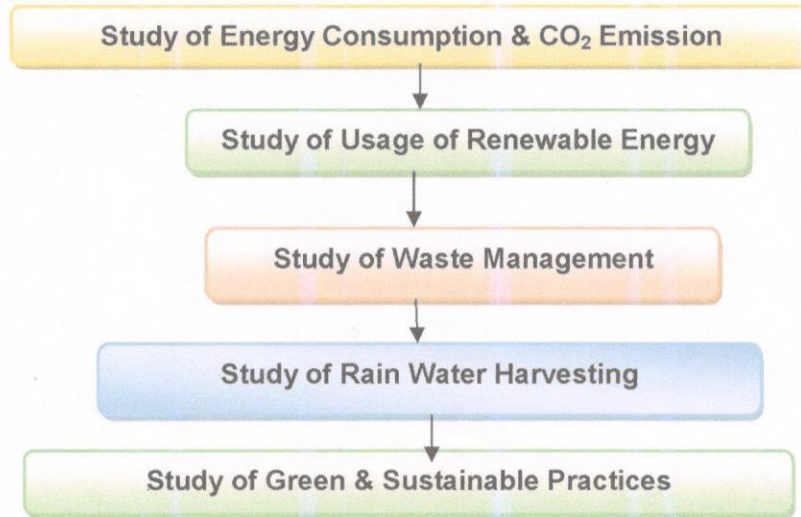 Study of Energy Consumption & CO₂ Emission
Study of Usage of Renewable Energy
Study of Waste Management
Study of Rain Water Harvesting
Study of Green & Sustainable Practices